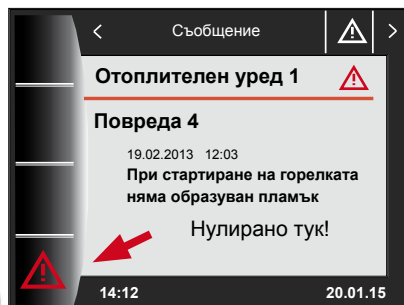 Съобщение
Отоплителен уред 1
Повреда 4
19.02.2013 12:03
При стартиране на горелката
няма образуван пламък
Нулирано тук!
14:12 20.01.15